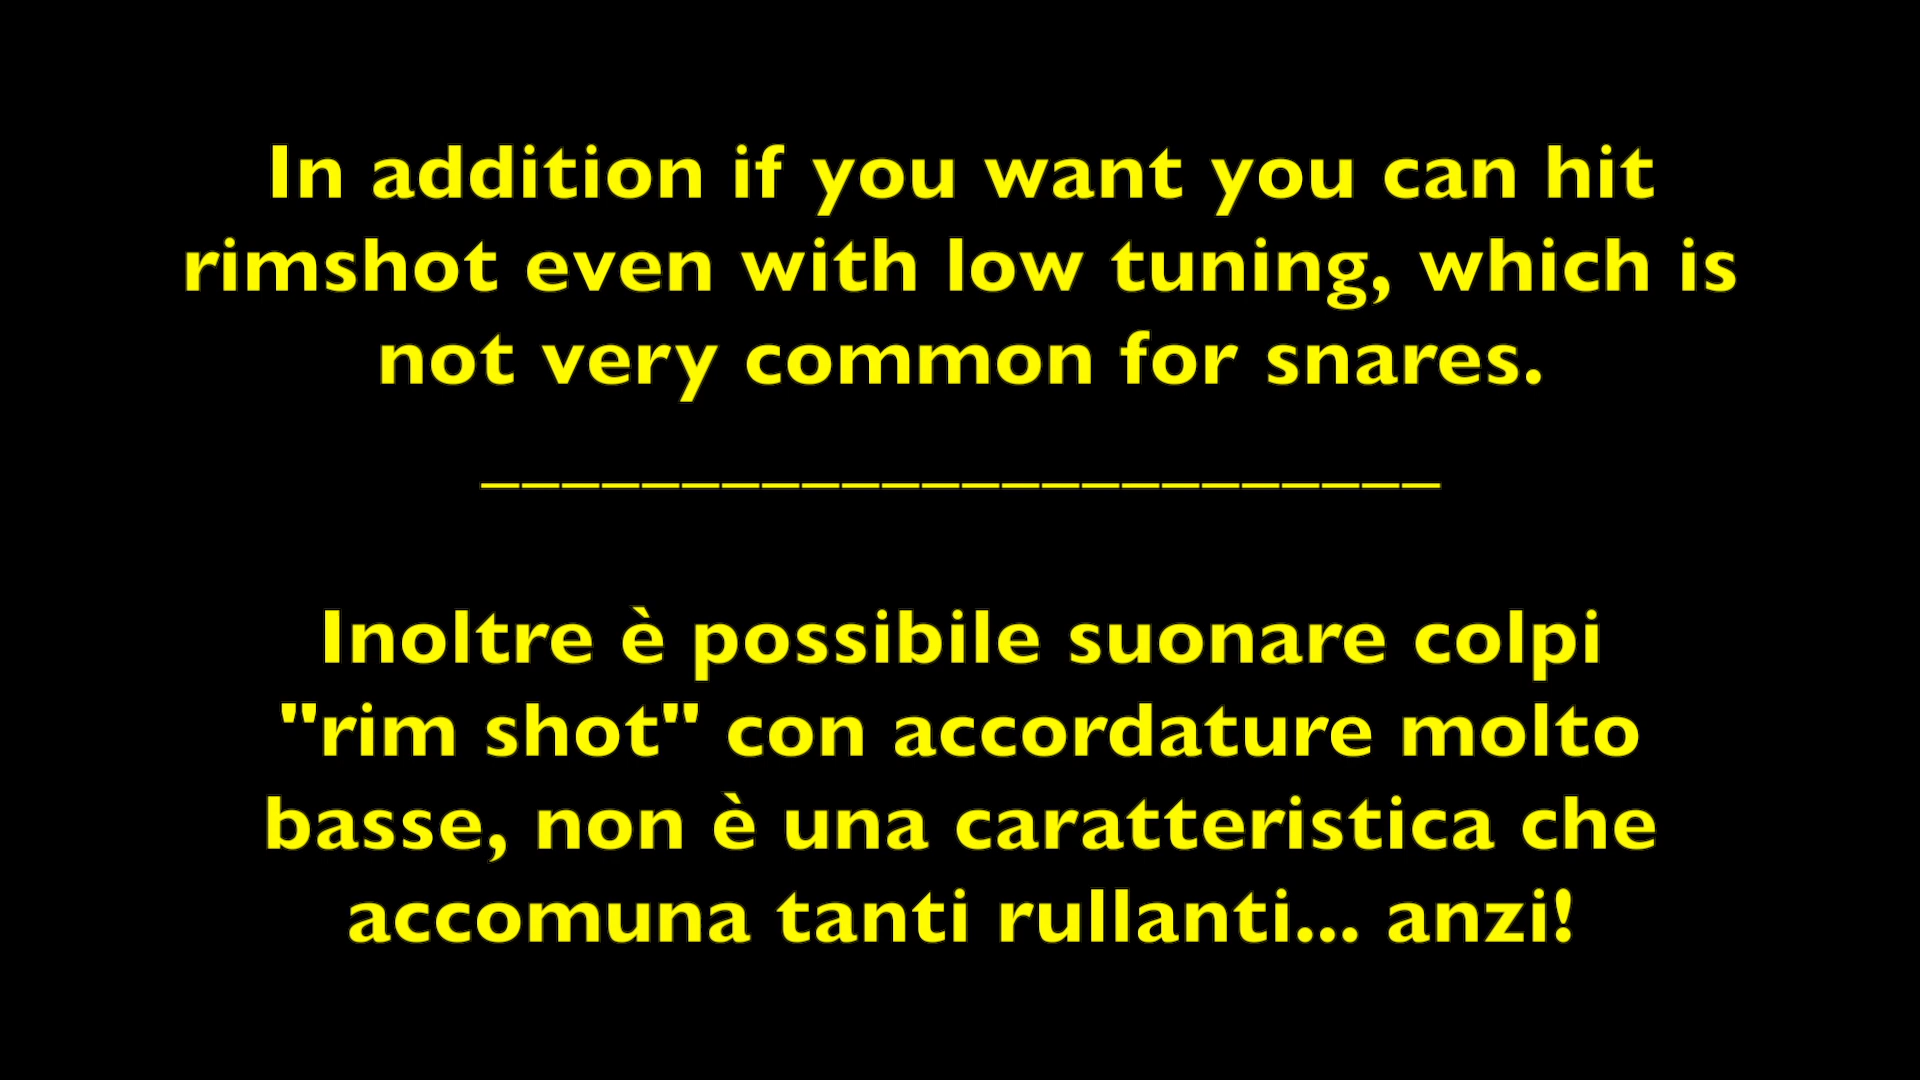 In addition if you want you can hit
rimshot even with low tuning, which is
not very common for snares.
________________________
Inoltre è possibile suonare colpi
"rim shot" con accordature molto
basse, non è una caratteristica che
accomuna tanti rullanti... anzi!